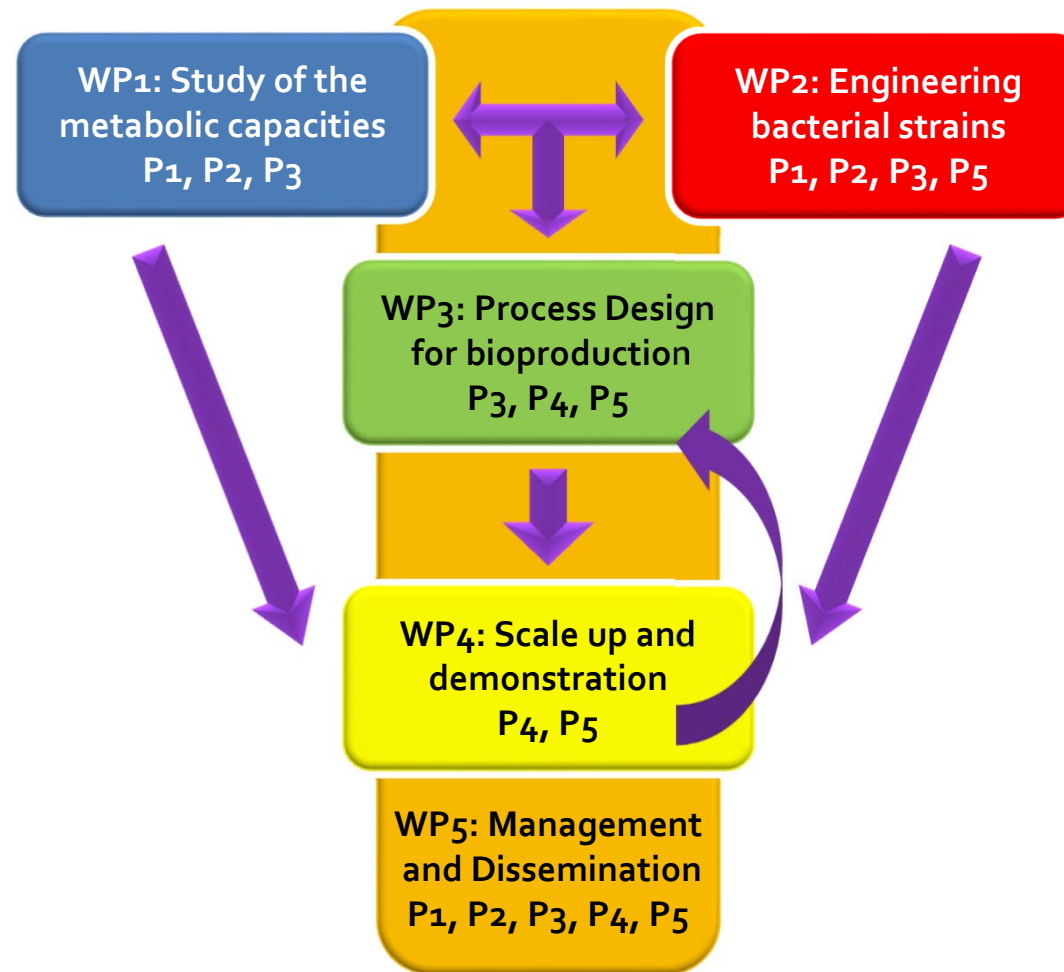 WP1: Study of the
metabolic capacities
P1, P2, P3
WP2: Engineering
bacterial strains
P1, P2, P3, P5
WP3: Process Design
for bioproduction
P3, P4, P5
WP4: Scale up and
demonstration
P4, P5
WP5: Management
and Dissemination
P1, P2, P3, P4, P5